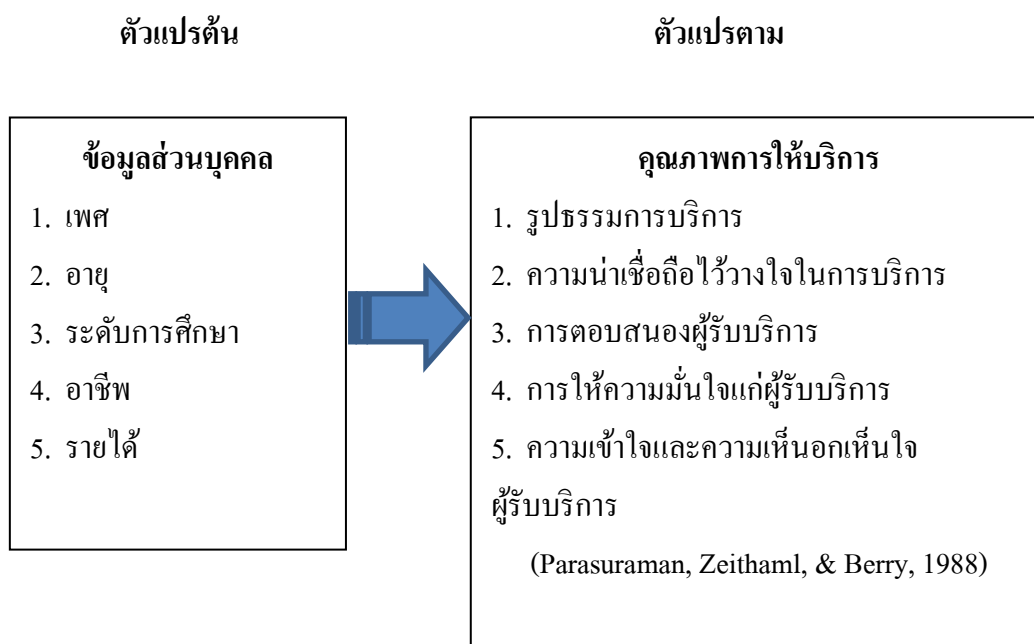 ตัวแปรต้น
ตัวแปรตาม
ข้อมูลส่วนบุคคล
1. เพศ
2. อายุ
3. ระดับการศึกษา
4. อาชีพ
5. รายได้
คุณภาพการให้บริการ
1. รูปธรรมการบริการ
2. ความน่าเชื่อถือไว้วางใจในการบริการ
3. การตอบสนองผู้รับบริการ
4. การให้ความมั่นใจแก่ผู้รับบริการ
5. ความเข้าใจและความเห็นอกเห็นใจ
ผู้รับบริการ
(Parasuraman, Zeithaml, & Berry, 1988)